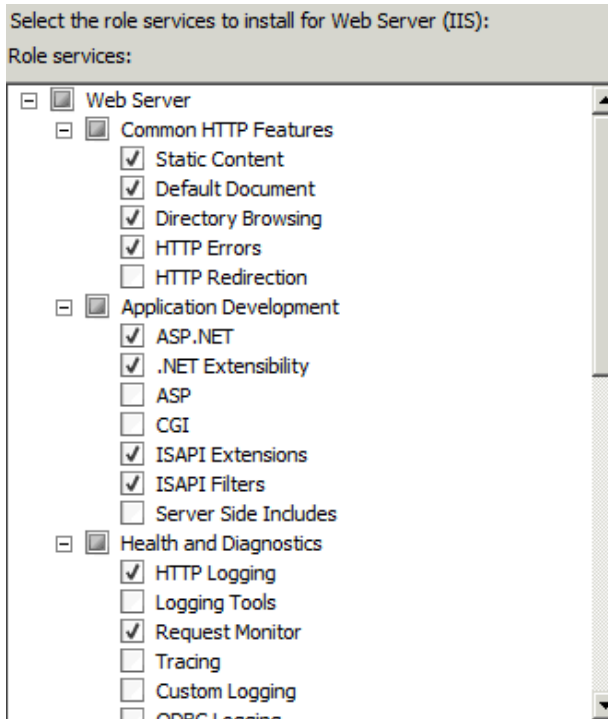 Select the role services to install for Web Server (IIS):
Role services:
Web Server
Common HTTP Features
Static Content
Default Document
Directory Browsing
HTTP Errors
HTTP Redirection
Application Development
ASP.NET
.NET Extensibility
ASP
CGI
ISAPI Extensions
ISAPI Filters
Server Side Includes
Health and Diagnostics
HTTP Logging
Logging Tools
Request Monitor
Tracing
Custom Logging
ODBC Logging